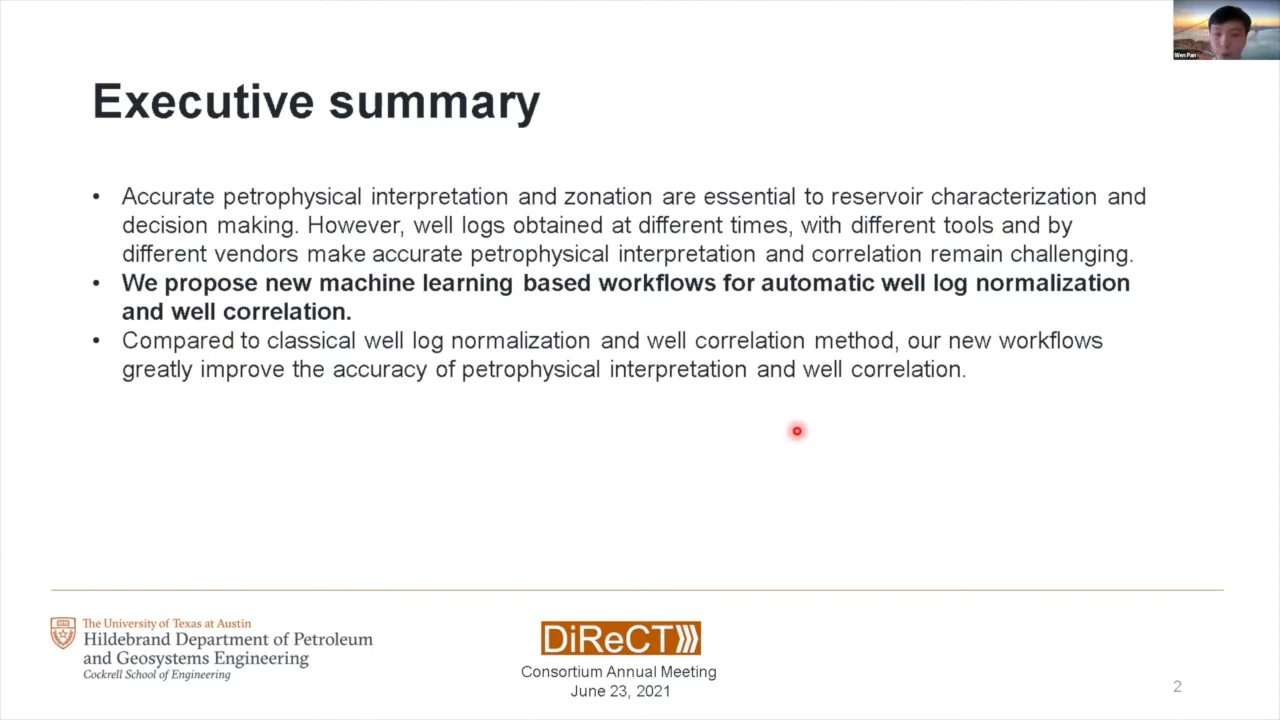 Wen Pan
Executive summary
• Accurate petrophysical interpretation and zonation are essential to reservoir characterization and
decision making. However, well logs obtained at different times, with different tools and by
different vendors make accurate petrophysical interpretation and correlation remain challenging.
• We propose new machine learning based workflows for automatic well log normalization
and well correlation.
• Compared to classical well log normalization and well correlation method, our new workflows
greatly improve the accuracy of petrophysical interpretation and well correlation.
The University of Texas at Austin
Hildebrand Department of Petroleum
and Geosystems Engineering
Cockrell School of Engineering
DiReCT
Consortium Annual Meeting
June 23, 2021
2